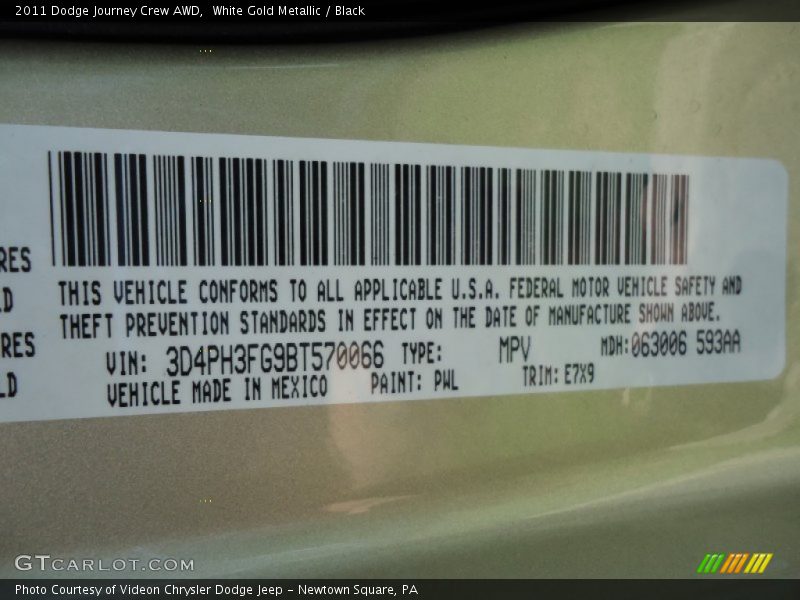 2011 Dodge Journey Crew AWD,  White Gold Metallic / Black
RES
D
RES
LD
THIS VEHICLE CONFORMS TO ALL APPLICABLE U.S.A. FEDERAL MOTOR VEHICLE SAFETY AND
THEFT PREVENTION STANDARDS IN EFFECT ON THE DATE OF MANUFACTURE SHOWN ABOVE.
VIN: 3D4PH3FG9BT570066 TYPE: MPV MDH:063006 593AA
VEHICLE MADE IN MEXICO PAINT: PWL TRIM: E7X9
GTCARLOT.COM
Photo Courtesy of Videon Chrysler Dodge Jeep - Newtown Square, PA